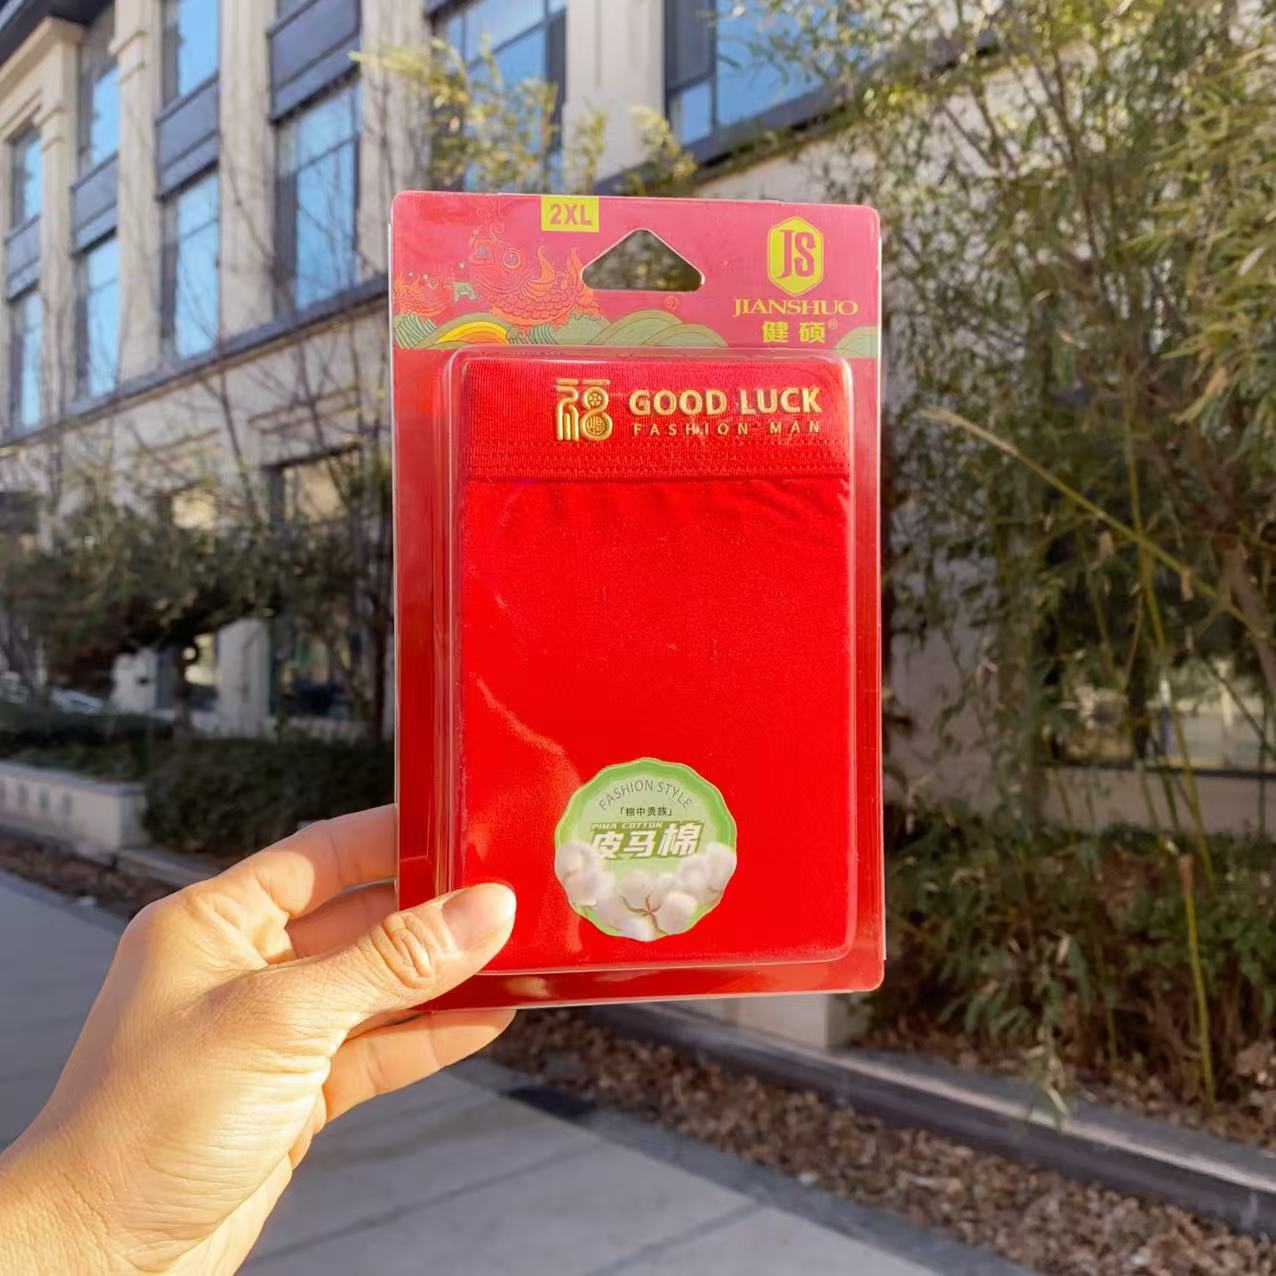 2XL
JS
JIANSHUO
健硕®
福 GOOD LUCK
FASHION MAN
FASHION STYLE
「棉中贵族」
PIMA COTTON
皮马棉